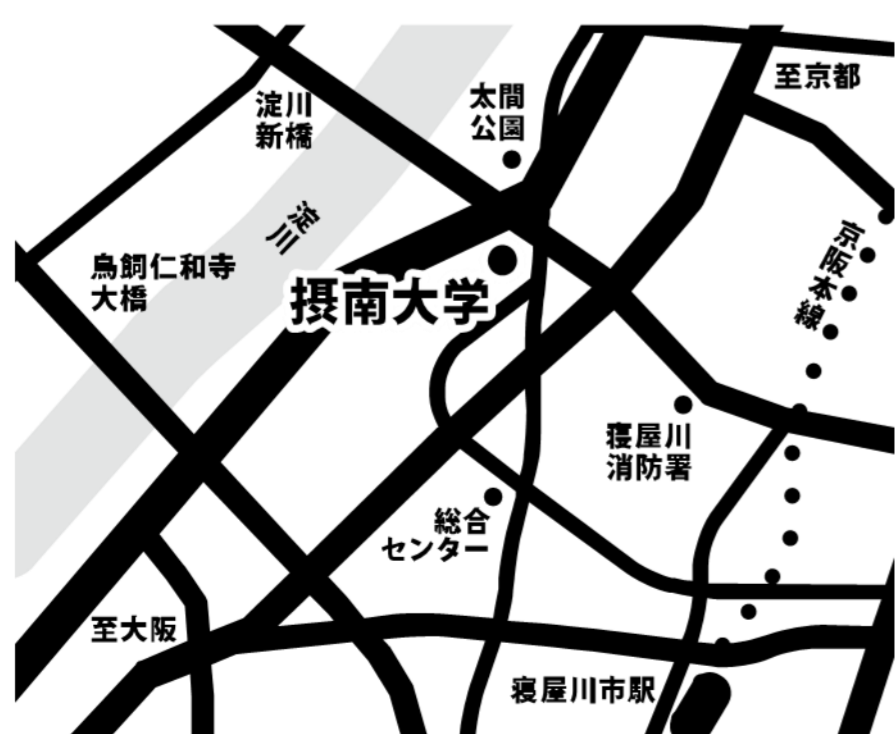 至京都
太間
公園
淀川
新橋
淀川
京阪本線
鳥飼仁和寺
大橋
摂南大学
寝屋川
消防署
総合
センター
至大阪
寝屋川市駅